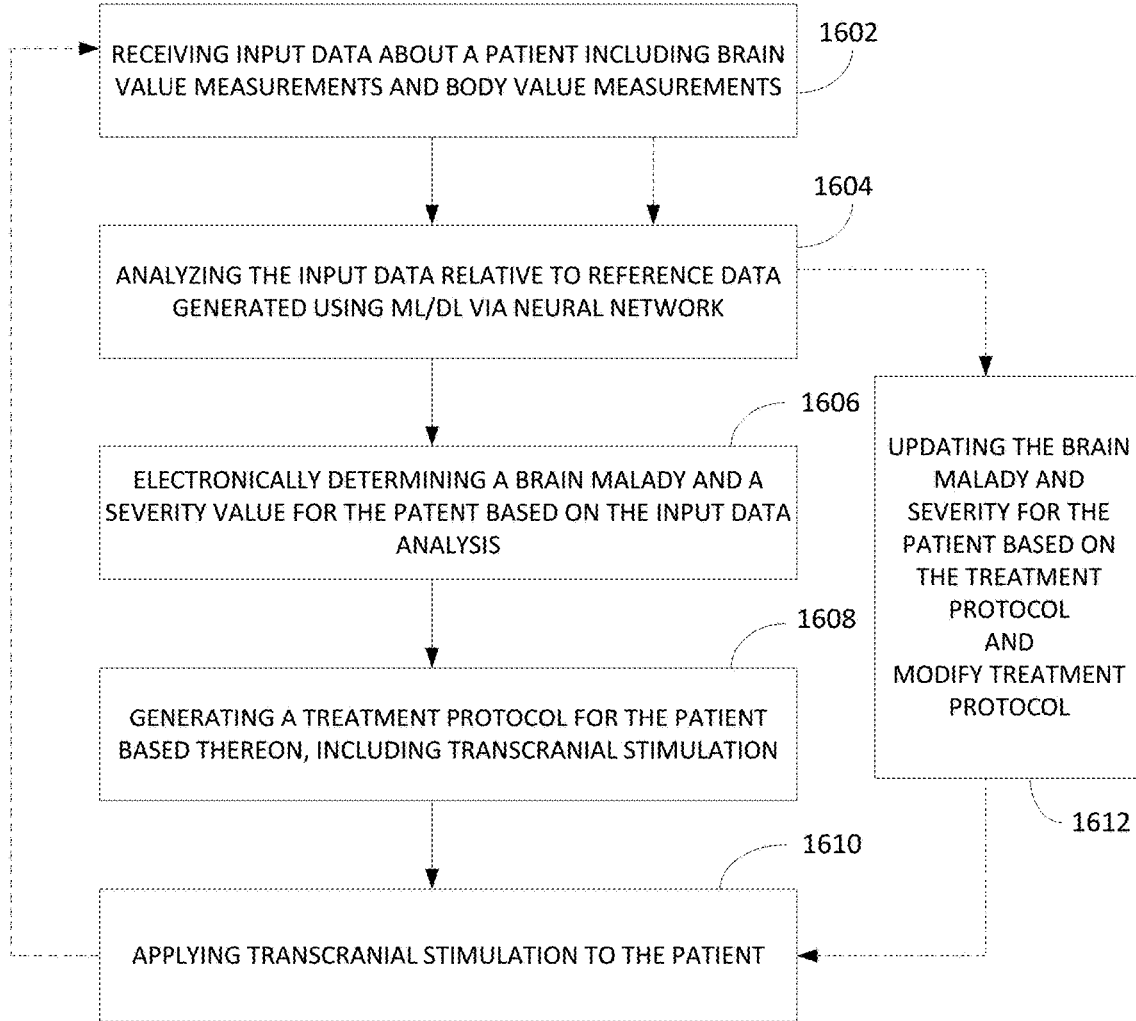 1602
RECEIVING INPUT DATA ABOUT A PATIENT INCLUDING BRAIN
VALUE MEASUREMENTS AND BODY VALUE MEASUREMENTS
1604
ANALYZING THE INPUT DATA RELATIVE TO REFERENCE DATA
GENERATED USING ML/DL VIA NEURAL NETWORK
1606
ELECTRONICALLY DETERMINING A BRAIN MALADY AND A
SEVERITY VALUE FOR THE PATENT BASED ON THE INPUT DATA
ANALYSIS
1608
GENERATING A TREATMENT PROTOCOL FOR THE PATIENT
BASED THEREON, INCLUDING TRANSCRANIAL STIMULATION
1610
APPLYING TRANSCRANIAL STIMULATION TO THE PATIENT
UPDATING THE BRAIN
MALADY AND
SEVERITY FOR THE
PATIENT BASED ON
THE TREATMENT
PROTOCOL
AND
MODIFY TREATMENT
PROTOCOL
1612